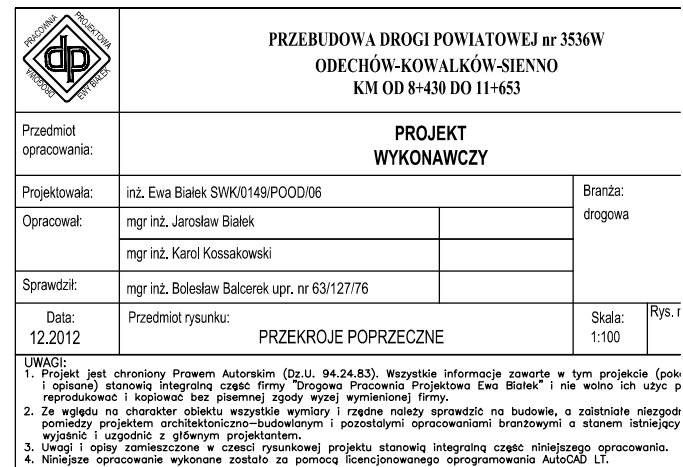 PRACOWNIA PROJEKTOWA
DROGOWA EWY BIAŁEK
dp
PRZEBUDOWA DROGI POWIATOWEJ nr 3536W
ODECHÓW-KOWALKÓW-SIENNO
KM OD 8+430 DO 11+653
Przedmiot
opracowania:
PROJEKT
WYKONAWCZY
Projektowała:
inż. Ewa Białek SWK/0149/POOD/06
Branża:
drogowa
Opracował:
mgr inż. Jarosław Białek
mgr inż. Karol Kossakowski
Sprawdził:
mgr inż. Bolesław Balcerek upr. nr 63/127/76
Data:
12.2012
Przedmiot rysunku:
PRZEKROJE POPRZECZNE
Skala:
1:100
Rys.
UWAGI:
1. Projekt jest chroniony Prawem Autorskim (Dz.U. 94.24.83). Wszystkie informacje zawarte w tym projekcie
i opisane) stanowią integralną część firmy "Drogowa Pracownia Projektowa Ewa Białek" i nie wolno ich użyc
reprodukować i kopiować bez pisemnej zgody wyzej wymienionej firmy.
2. Ze względu na charakter obiektu wszystkie wymiary i rzędne należy sprawdzić na budowie, a zaistniałe
pomiedzy projektem architektoniczno-budowlanym i pozostalymi opracowaniami branżowymi a stanem
wyjaśnić i uzgodnić z głównym projektantem.
3. Uwagi i opisy zamieszczone w czesci rysunkowej projektu stanowią integralną część niniejszego opracowania.
4. Niniejsze opracowanie wykonane zostało za pomocą licencjonowanego oprogramowania AutoCAD LT.